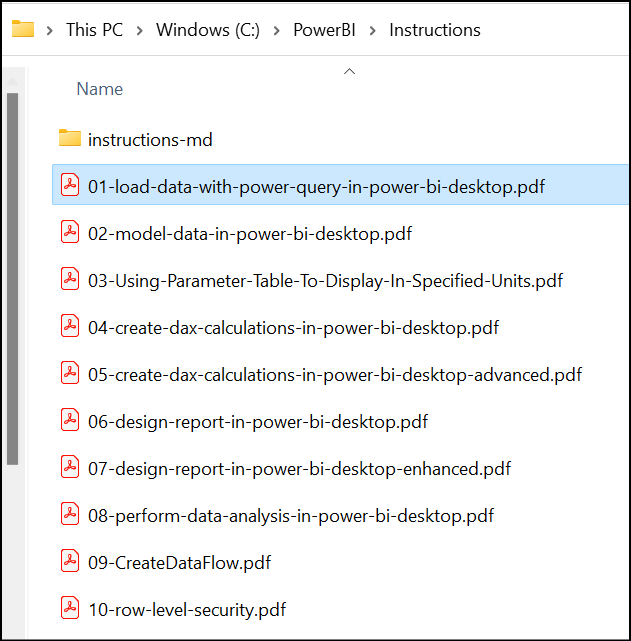 This PC > Windows (C:) > PowerBI > Instructions
Name
instructions-md
01-load-data-with-power-query-in-power-bi-desktop.pdf
02-model-data-in-power-bi-desktop.pdf
03-Using-Parameter-Table-To-Display-In-Specified-Units.pdf
04-create-dax-calculations-in-power-bi-desktop.pdf
05-create-dax-calculations-in-power-bi-desktop-advanced.pdf
06-design-report-in-power-bi-desktop.pdf
07-design-report-in-power-bi-desktop-enhanced.pdf
08-perform-data-analysis-in-power-bi-desktop.pdf
09-CreateDataFlow.pdf
10-row-level-security.pdf